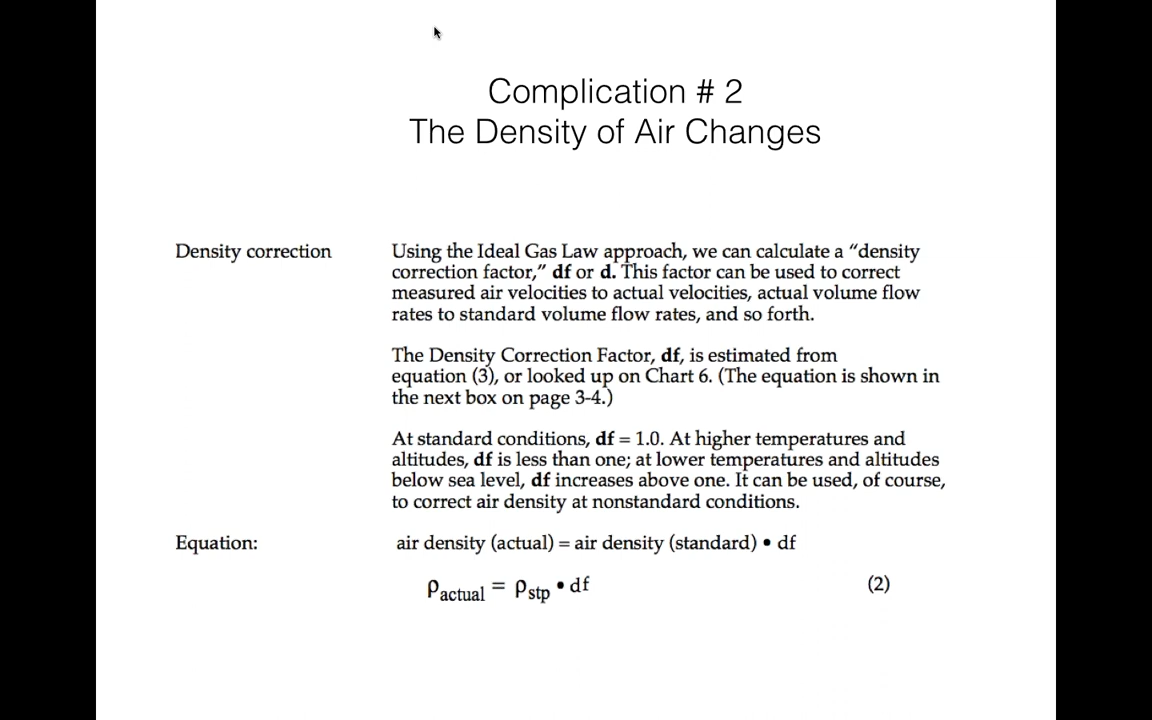 Complication # 2
The Density of Air Changes
Density correction
Using the Ideal Gas Law approach, we can calculate a “density
correction factor,” df or d. This factor can be used to correct
measured air velocities to actual velocities, actual volume flow
rates to standard volume flow rates, and so forth.
The Density Correction Factor, df, is estimated from
equation (3), or looked up on Chart 6. (The equation is shown in
the next box on page 3-4.)
At standard conditions, df = 1.0. At higher temperatures and
altitudes, df is less than one; at lower temperatures and altitudes
below sea level, df increases above one. It can be used, of course,
to correct air density at nonstandard conditions.
Equation: air density (actual) = air density (standard) • df
ρactual = ρstp • df (2)